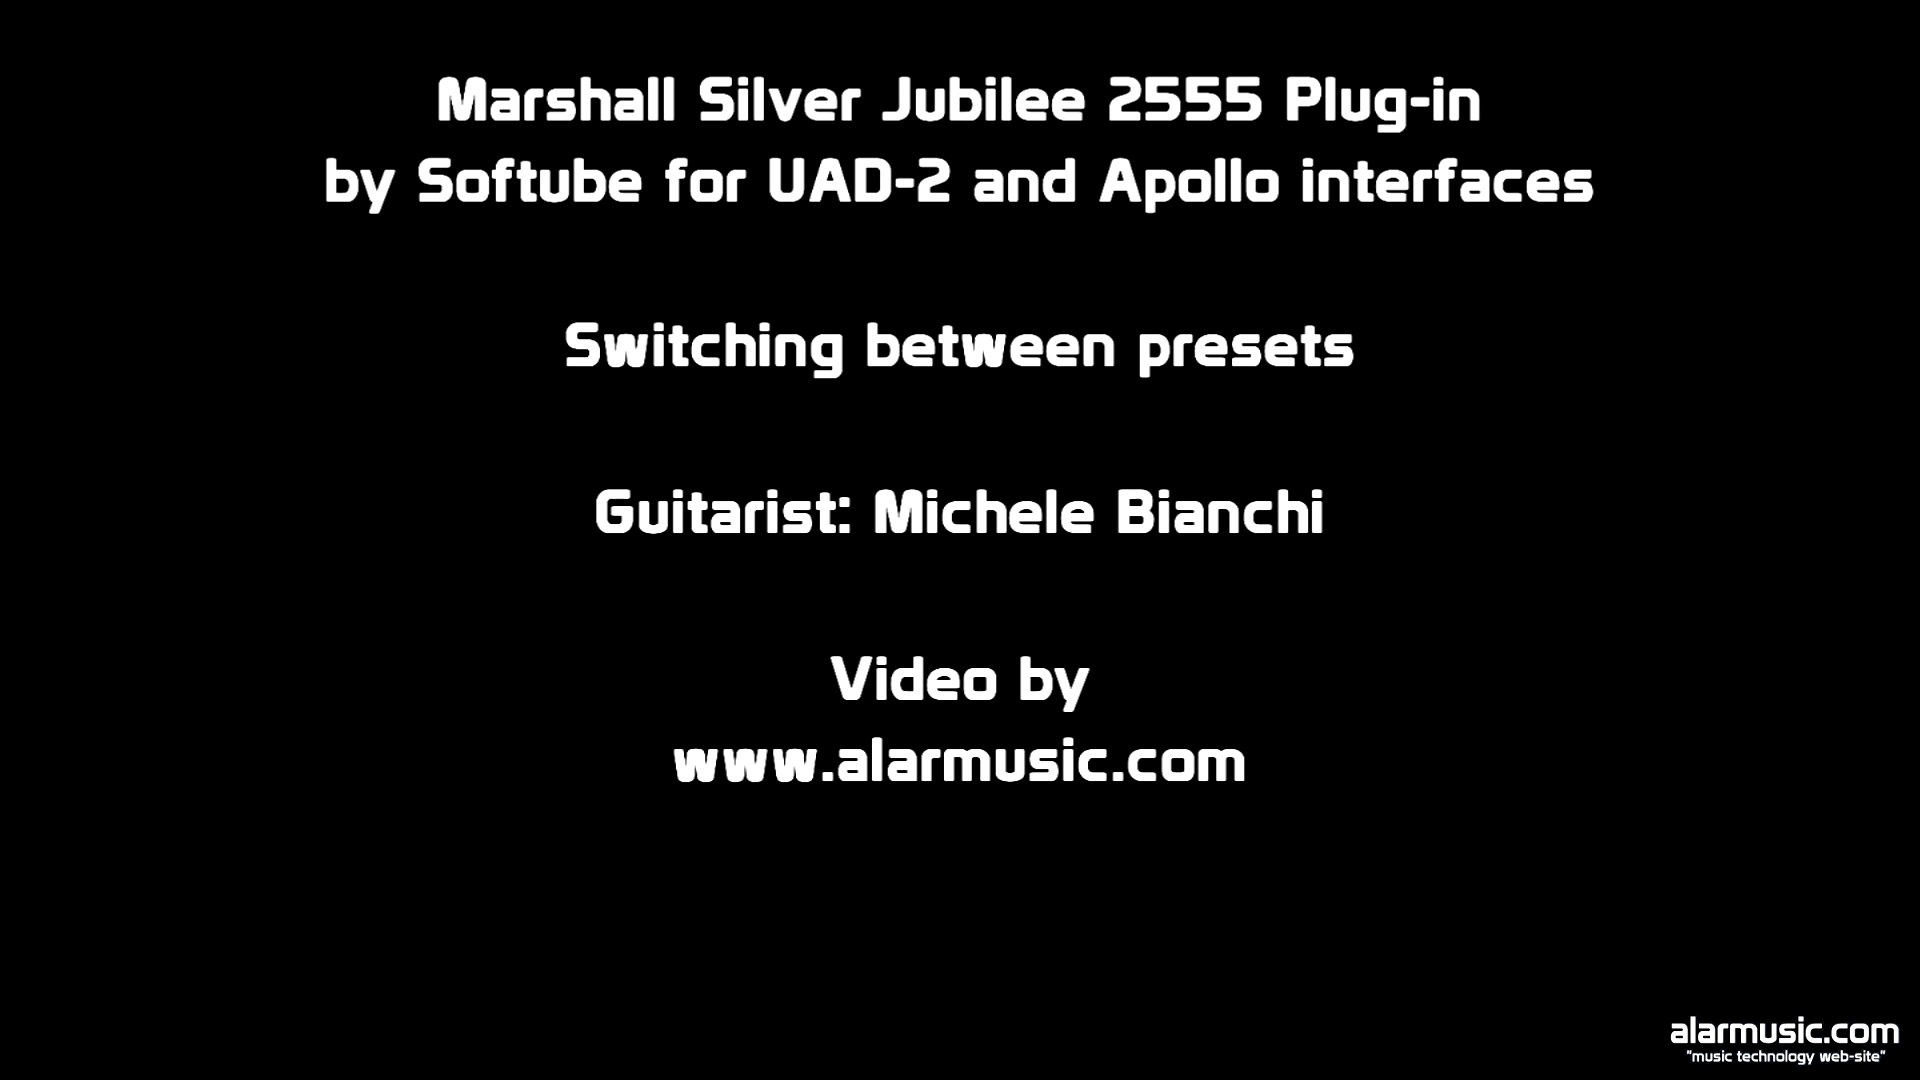 Marshall Silver Jubilee 2555 Plug-in
by Softube for UAD-2 and Apollo interfaces
Switching between presets
Guitarist: Michele Bianchi
Video by
www.alarmusic.com
alarmusic.com
"music technology web-site"